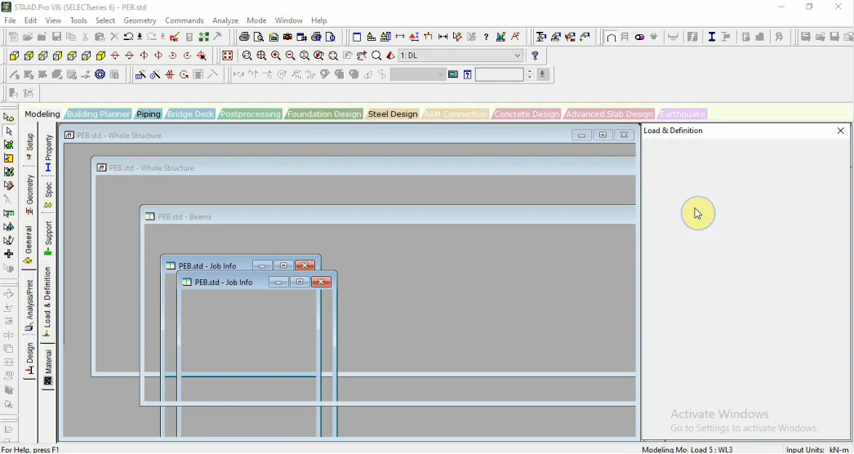 STAAD.Pro V8i (SELECTseries 6) - PEB.std
File Edit View Tools Select Geometry Commands Analyze Mode Window Help
1: DL
Modeling Building Planner Piping Bridge Deck Postprocessing Foundation Design Steel Design RAM Connection Concrete Design Advanced Slab Design Earthquake
PEB.std - Whole Structure
Load & Definition
PEB.std - Whole Structure
PEB.std - Beams
PEB.std - Job Info
PEB.std - Job Info
Setup
Geometry
General
Analysis/Print
Design
Property
Spec
Support
Load & Definition
Material
Activate Windows
Go to Settings to activate Windows.
For Help, press F1
Modeling Mo Load 5 : WL3 Input Units: kN-m